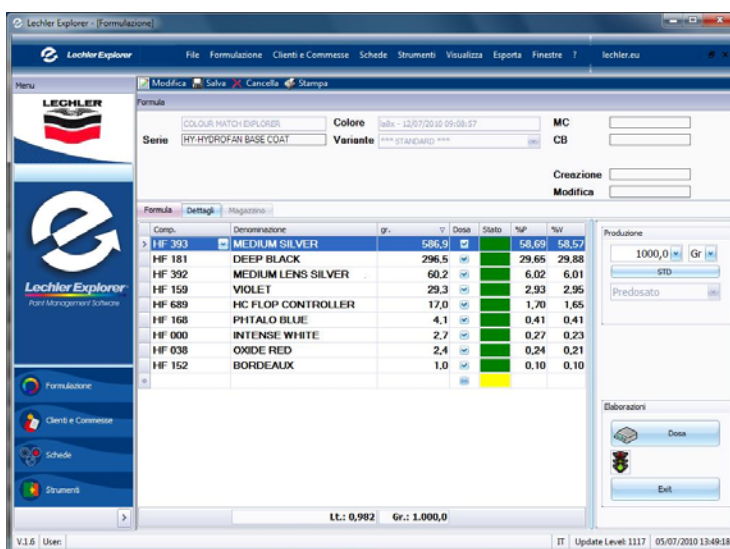 Lechler Explorer - [Formulazione]
Lechler Explorer File Formulazione Clienti e Commesse Schede Strumenti Visualizza Esporta Finestre ? lechler.eu
Menu Modifica Salva Cancella Stampa
LECHLER
Formula
COLOUR MATCH EXPLORER Colore - 12/07/2010 09:08:57 MC
Serie HY-HYDROFAN BASE COAT Variante *** STANDARD *** CB
Creazione
Modifica
Formula Dettagli Magazzino
Comp. Denominazione gr. Dosa Stato %P %V
HF 393 MEDIUM SILVER 586,9 58,69 58,57
HF 181 DEEP BLACK 296,5 29,65 29,88
HF 392 MEDIUM LENS SILVER 60,2 6,02 6,01
HF 159 VIOLET 29,3 2,93 2,95
HF 689 HC FLOP CONTROLLER 17,0 1,70 1,65
HF 168 PHTALO BLUE 4,1 0,41 0,41
HF 000 INTENSE WHITE 2,7 0,27 0,23
HF 038 OXIDE RED 2,4 0,24 0,21
HF 152 BORDEAUX 1,0 0,10 0,10
Produzione
1000,0 Gr
STD
Predosato
Lechler Explorer
Paint Management Software
Formulazione
Clienti e Commesse
Schede
Strumenti
Elaborazioni
Dosa
Exit
Lt.: 0,982 Gr.: 1.000,0
V.1.6 User: IT Update Level: 1117 05/07/2010 13:49:18